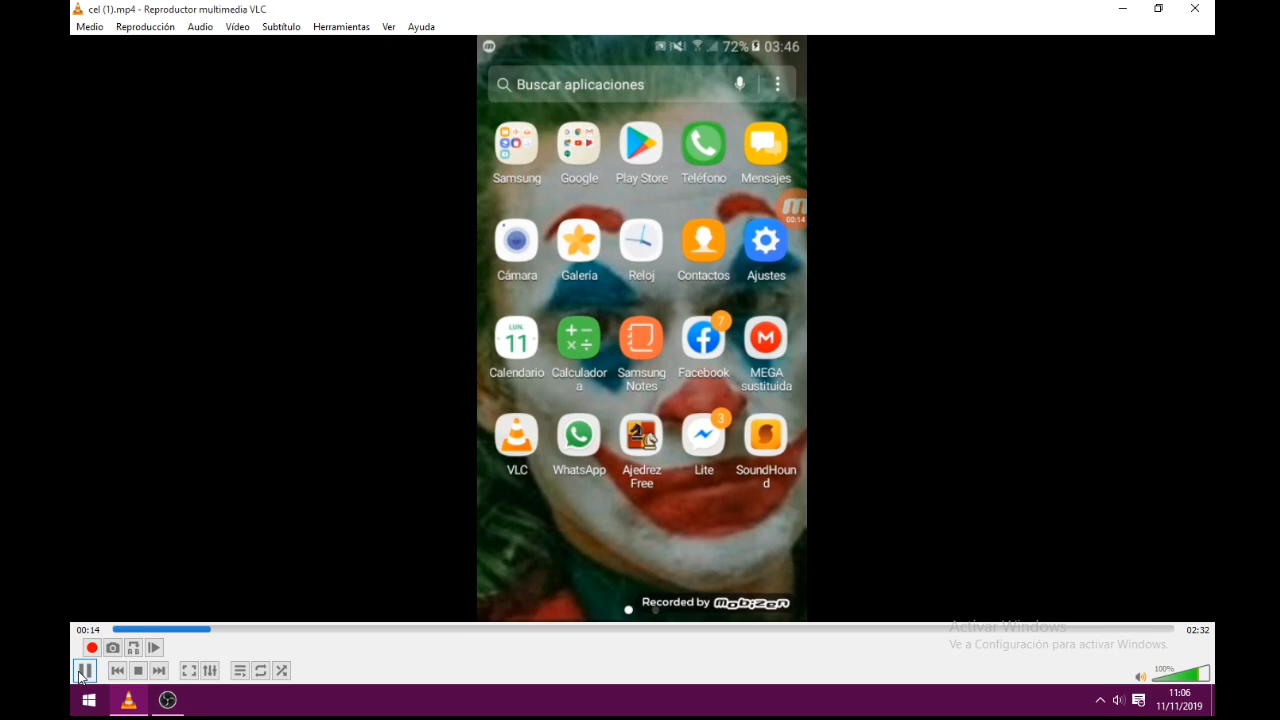 cel (1).mp4 - Reproductor multimedia VLC
Medio Reproducción Audio Vídeo Subtítulo Herramientas Ver Ayuda
72% 03:46
Buscar aplicaciones
Samsung Google Play Store Teléfono Mensajes
00:14
Cámara Galería Reloj Contactos Ajustes
LUN.
11
7
Calendario Calculador Samsung Facebook MEGA
a Notes sustituida
3
VLC WhatsApp Ajedrez Lite SoundHoun
Free d
Recorded by Mobizen
00:14 02:32
Activar Windows
Ve a Configuración para activar Windows.
100%
11:06
11/11/2019